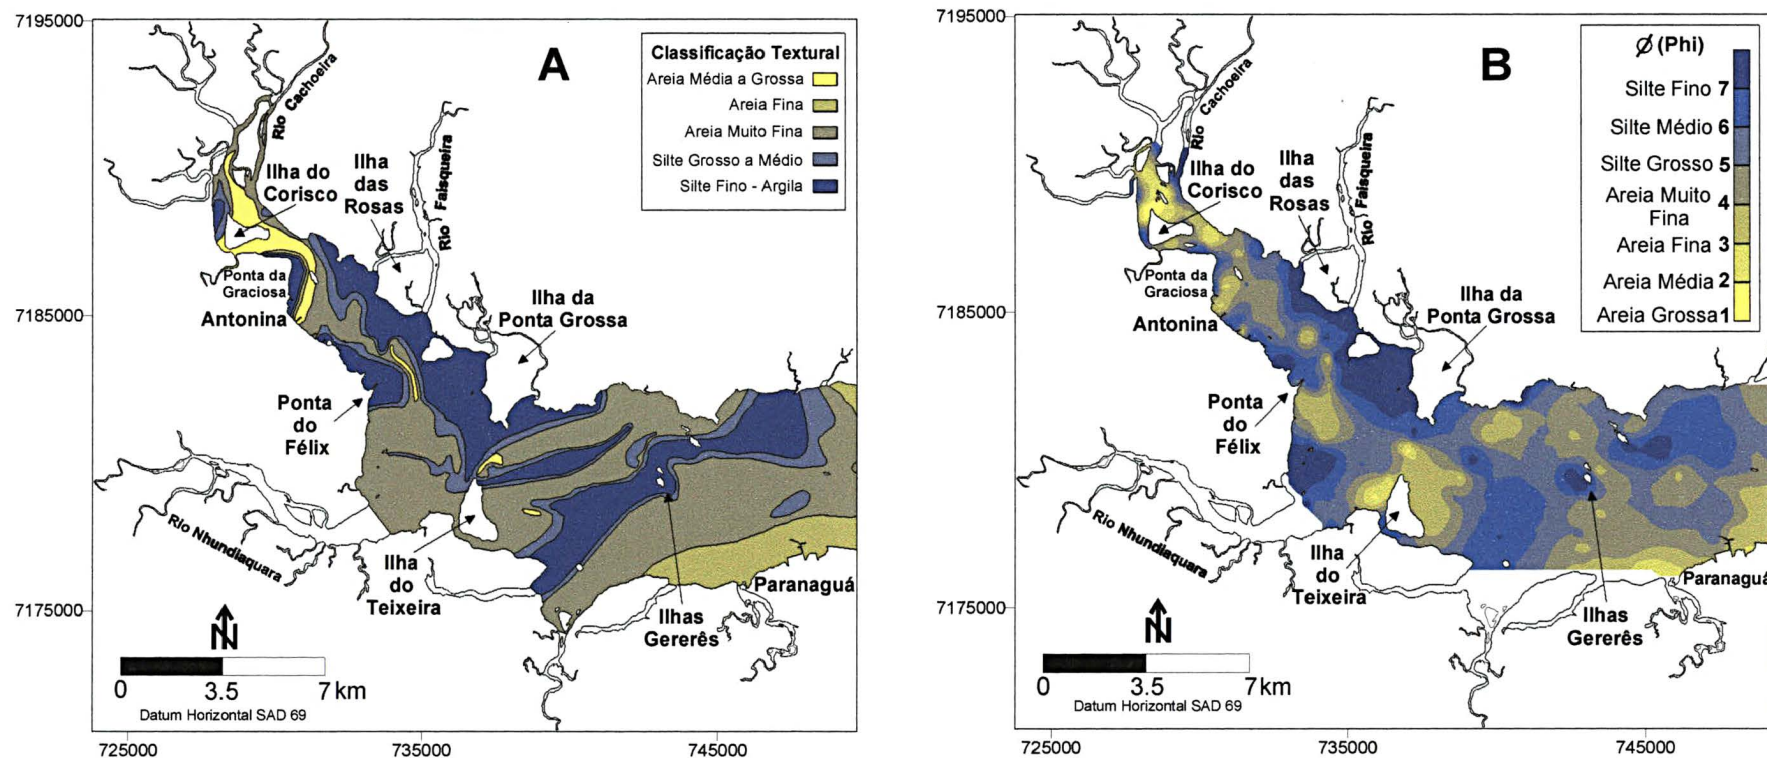 7195000
A
Classificação Textural
Areia Média a Grossa
Areia Fina
Areia Muito Fina
Silte Grosso a Médio
Silte Fino - Argila
Rio Cachoeira
Ilha do
Corisco
Ilha
das
Rosas
Rio Faisqueira
Ponta da
Graciosa
7185000
Antonina
Ilha da
Ponta Grossa
Ponta
do
Félix
Rio Nhundiaquara
Ilha
do
Teixeira
Paranaguá
7175000
Ilhas
Gererês
N
0
3.5
7 km
Datum Horizontal SAD 69
725000
735000
745000
7195000
B
Ø (Phi)
Silte Fino 7
Silte Médio 6
Silte Grosso 5
Areia Muito 4
Fina
Areia Fina 3
Areia Média 2
Areia Grossa 1
Rio Cachoeira
Ilha do
Corisco
Ilha
das
Rosas
Rio Faisqueira
Ponta da
Graciosa
7185000
Antonina
Ilha da
Ponta Grossa
Ponta
do
Félix
Rio Nhundiaquara
Ilha
do
Teixeira
Paranaguá
7175000
Ilhas
Gererês
N
0
3.5
7 km
Datum Horizontal SAD 69
725000
735000
745000